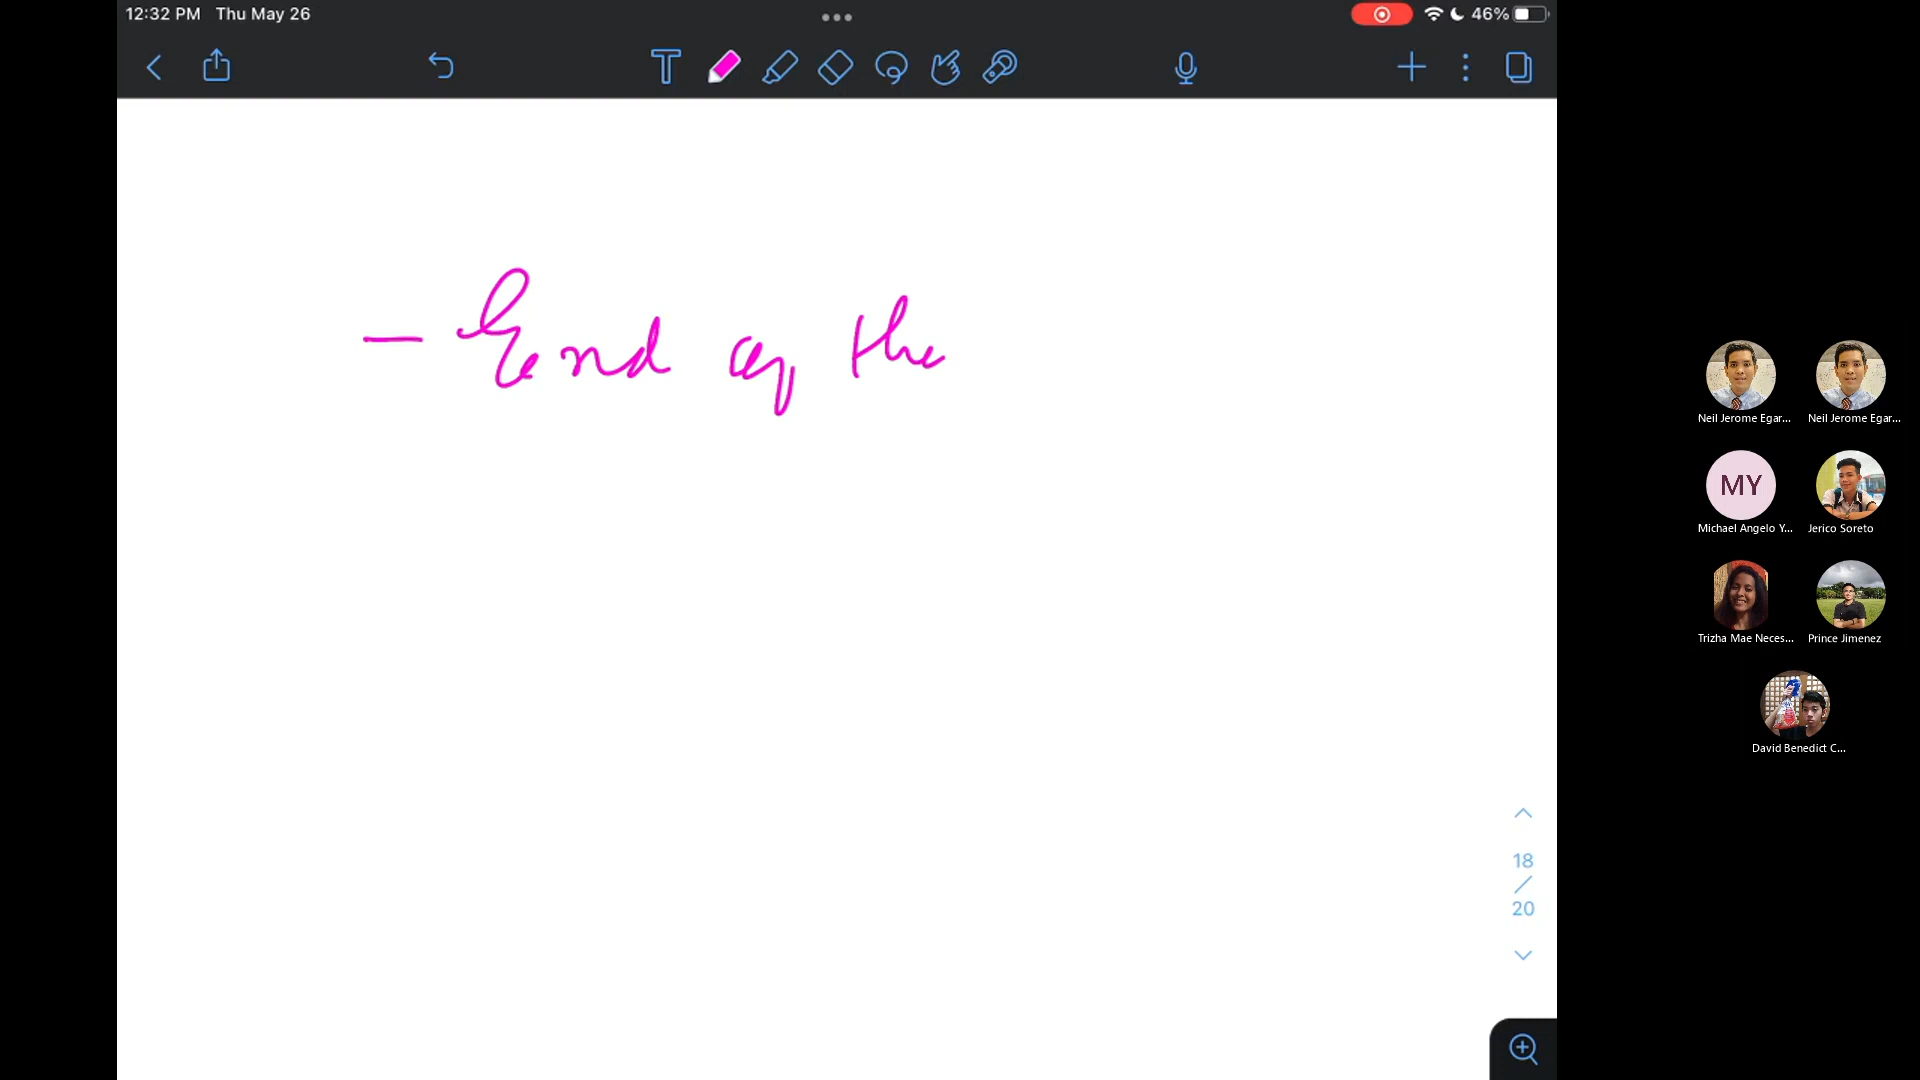 12:32 PM Thu May 26
46%
- End of the
Neil Jerome Egar...
Neil Jerome Egar...
MY
Michael Angelo Y...
Jerico Soreto
Trizha Mae Neces...
Prince Jimenez
David Benedict C...
18
/
20